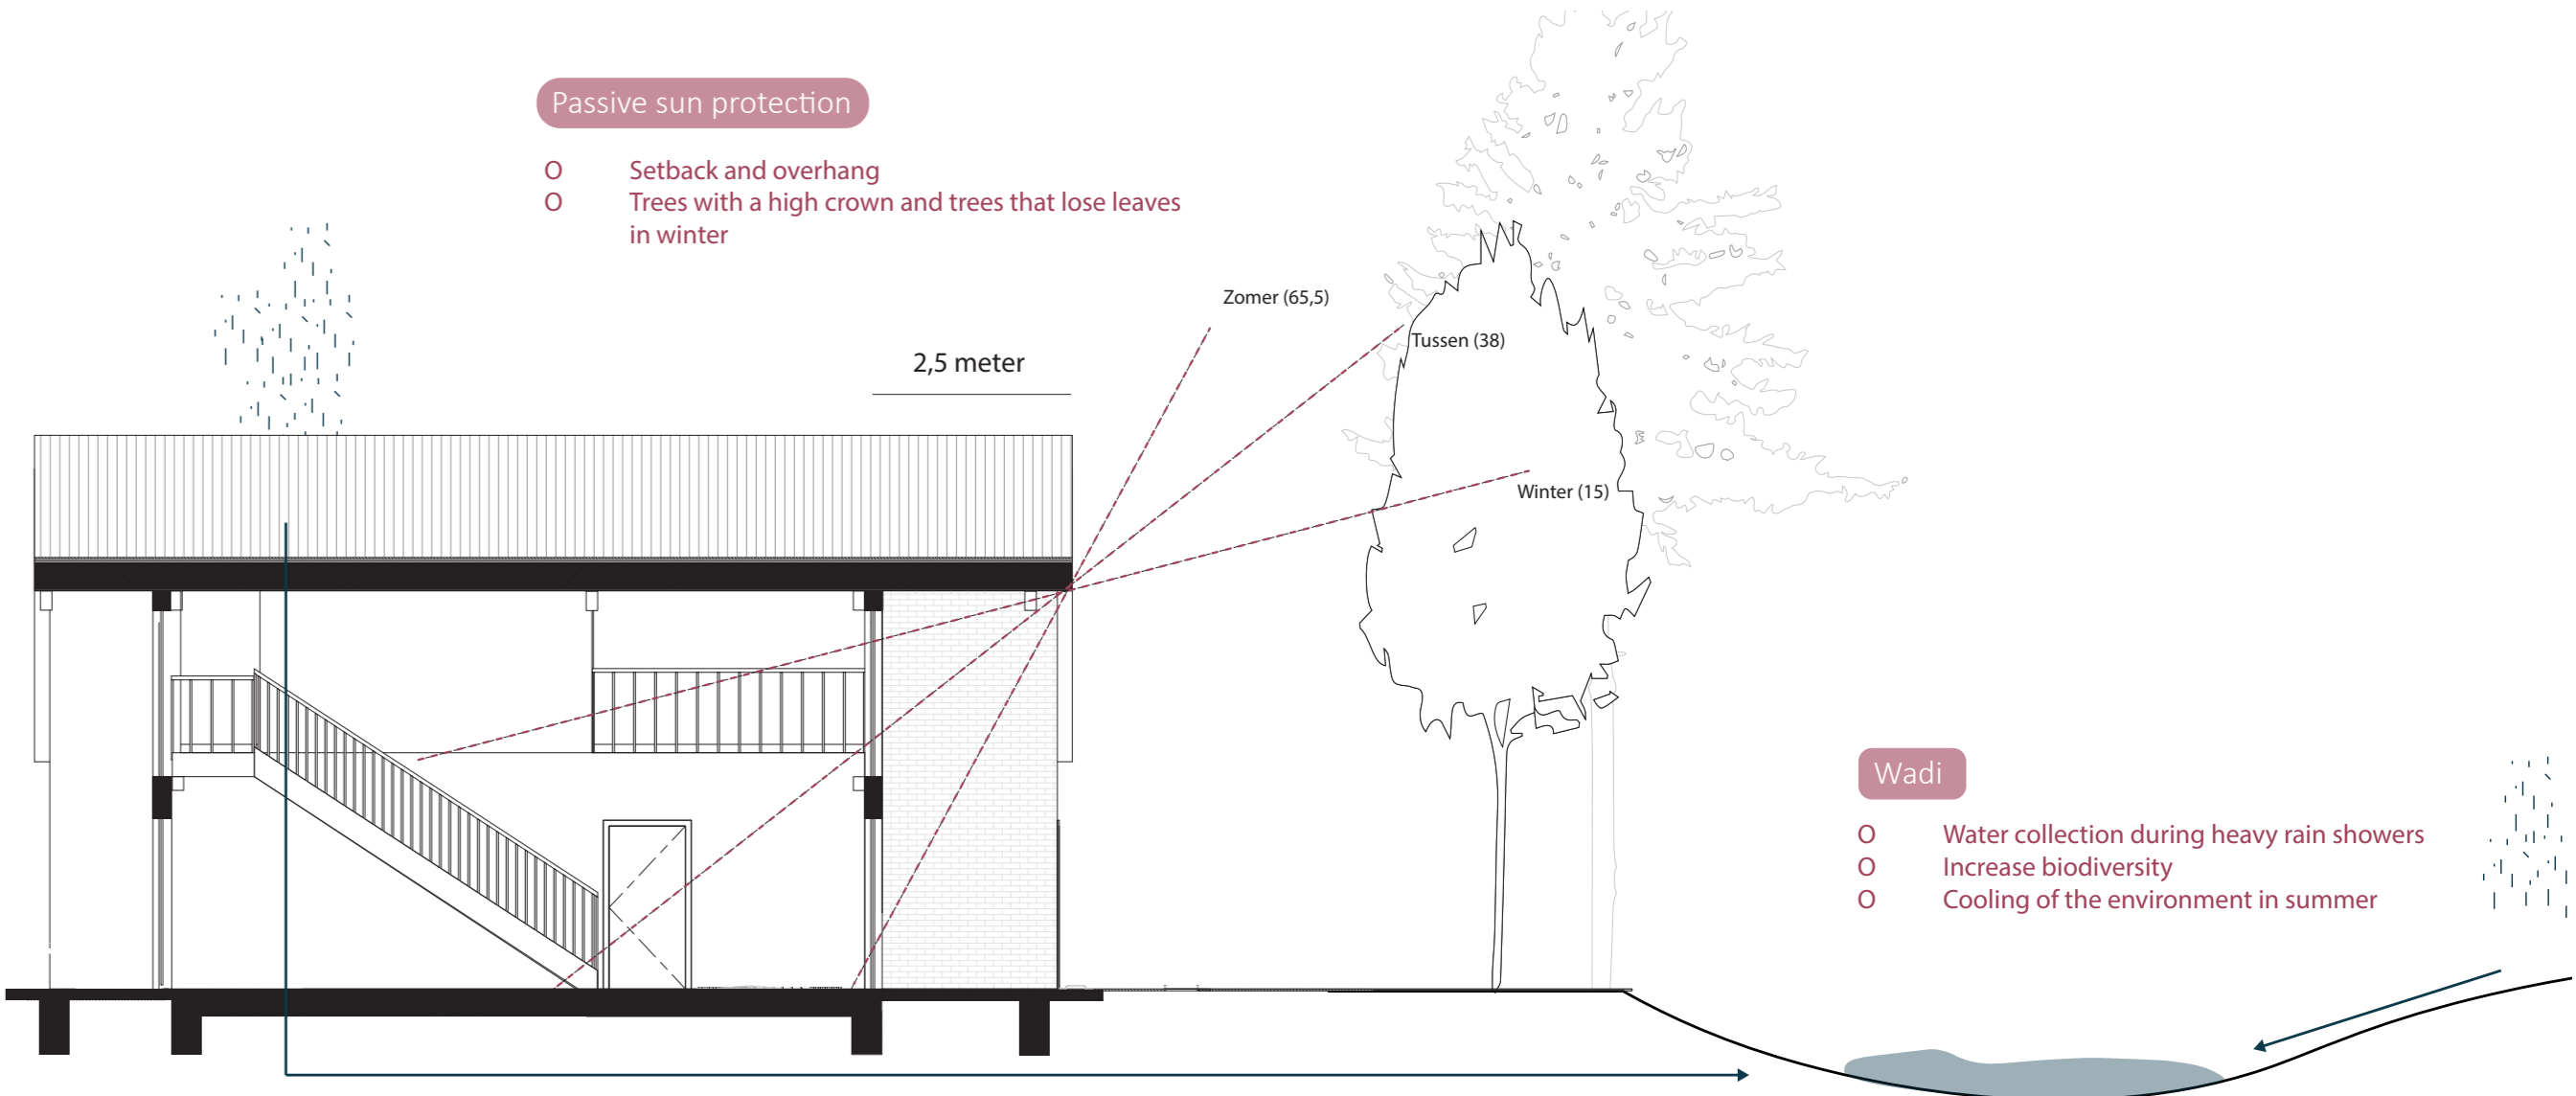 Passive sun protection
O Setback and overhang
O Trees with a high crown and trees that lose leaves
in winter
Zomer (65,5)
Tussen (38)
2,5 meter
Winter (15)
Wadi
O Water collection during heavy rain showers
O Increase biodiversity
O Cooling of the environment in summer